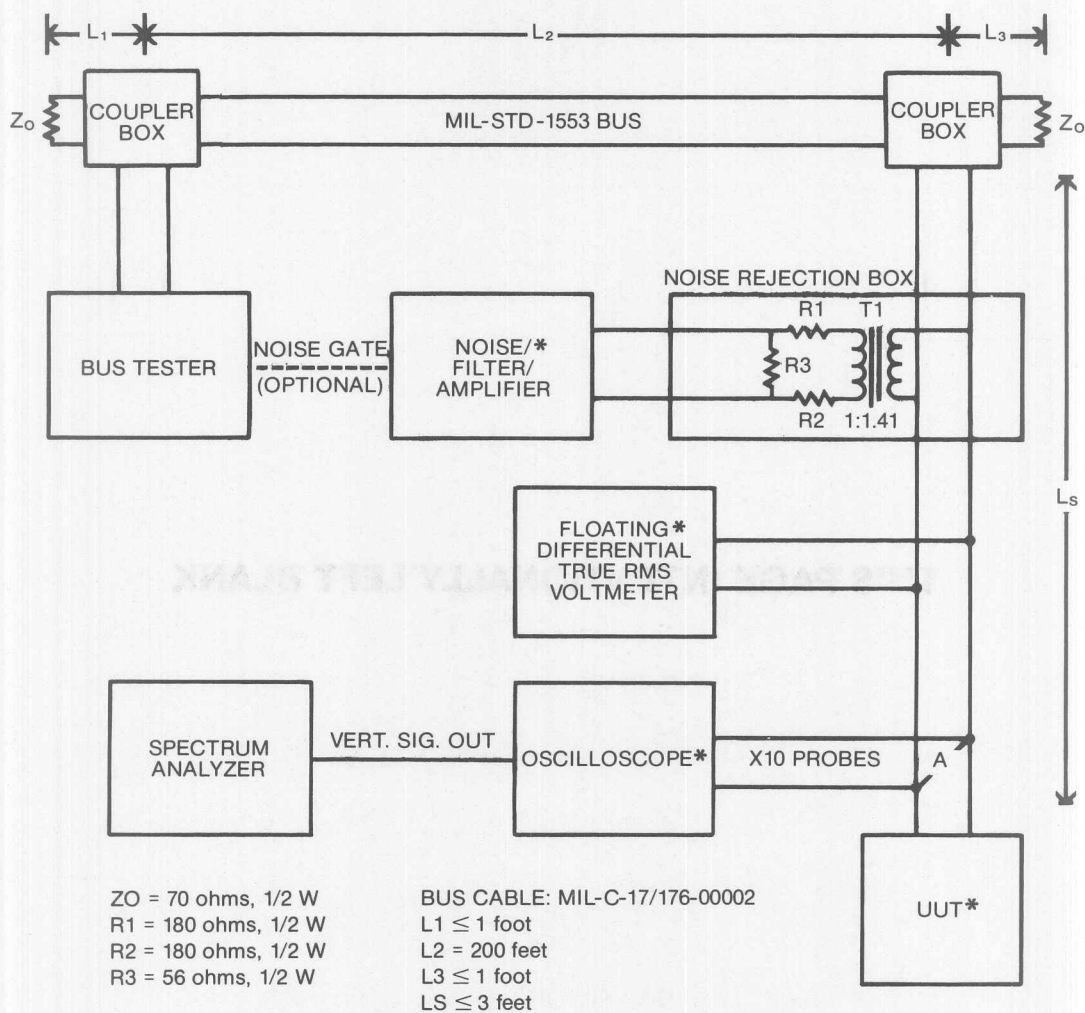 L1
L2
L3
COUPLER
BOX
ZO
MIL-STD-1553 BUS
COUPLER
BOX
ZO
BUS TESTER
NOISE GATE
(OPTIONAL)
NOISE/*
FILTER/
AMPLIFIER
NOISE REJECTION BOX
R1
T1
R3
R2
1:1.41
LS
FLOATING*
DIFFERENTIAL
TRUE RMS
VOLTMETER
SPECTRUM
ANALYZER
VERT. SIG. OUT
OSCILLOSCOPE*
X10 PROBES
A
UUT*
ZO = 70 ohms, 1/2 W
R1 = 180 ohms, 1/2 W
R2 = 180 ohms, 1/2 W
R3 = 56 ohms, 1/2 W
BUS CABLE: MIL-C-17/176-00002
L1 ≤ 1 foot
L2 = 200 feet
L3 ≤ 1 foot
LS ≤ 3 feet